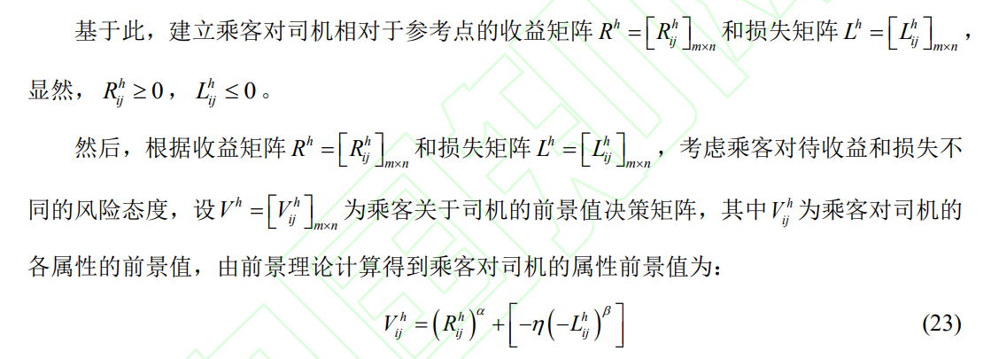 基于此，建立乘客对司机相对于参考点的收益矩阵 $R^h = \left[ R_{ij}^h \right]_{m \times n}$ 和损失矩阵 $L^h = \left[ L_{ij}^h \right]_{m \times n}$，
显然， $R_{ij}^h \geq 0$， $L_{ij}^h \leq 0$。
然后，根据收益矩阵 $R^h = \left[ R_{ij}^h \right]_{m \times n}$ 和损失矩阵 $L^h = \left[ L_{ij}^h \right]_{m \times n}$，考虑乘客对待收益和损失不
同的风险态度，设 $V^h = \left[ V_{ij}^h \right]_{m \times n}$ 为乘客关于司机的前景值决策矩阵，其中 $V_{ij}^h$ 为乘客对司机的
各属性的前景值，由前景理论计算得到乘客对司机的属性前景值为：
$V_{ij}^h = \left( R_{ij}^h \right)^{\alpha} + \left[ -\eta \left( -L_{ij}^h \right)^{\beta} \right]$ (23)